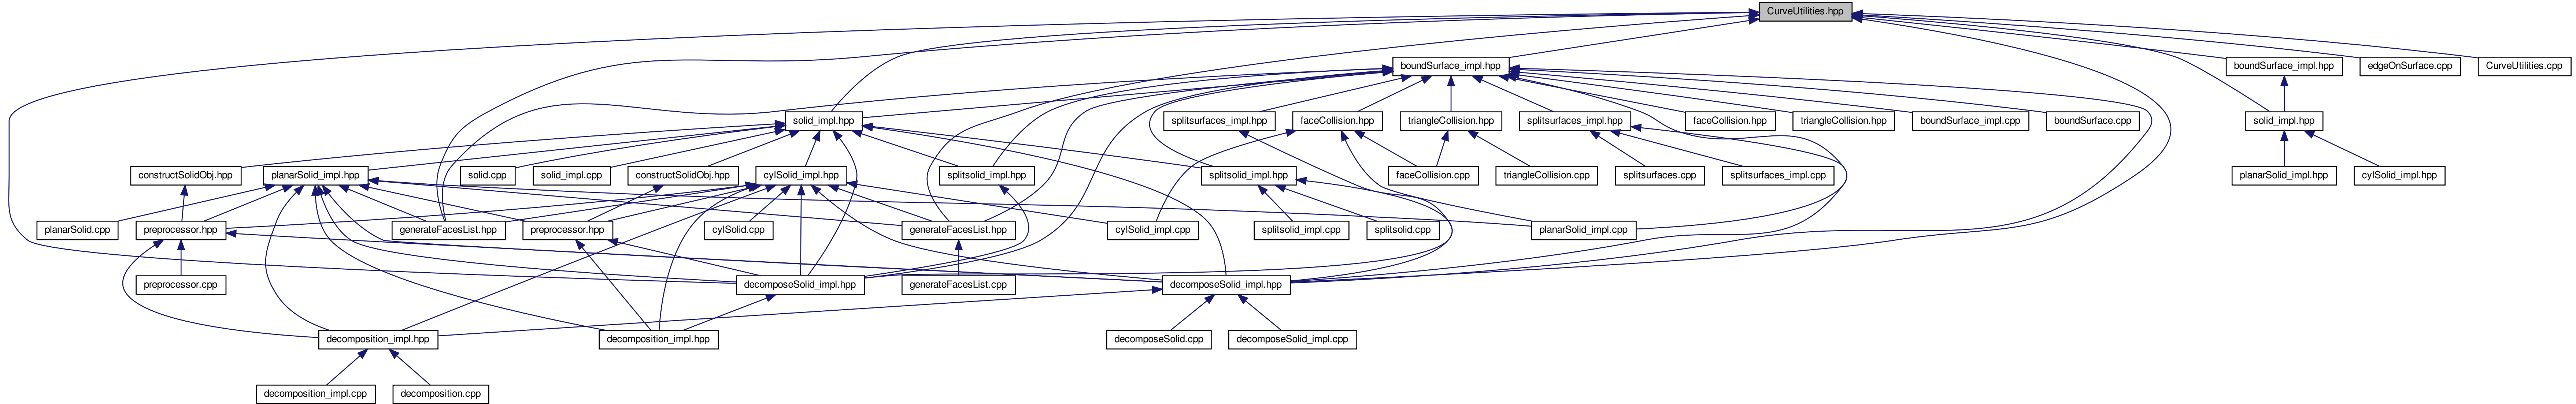 CurveUtilities.hpp
boundSurface_impl.hpp
boundSurface_impl.hpp
edgeOnSurface.cpp
CurveUtilities.cpp
solid_impl.hpp
splitsurfaces_impl.hpp
faceCollision.hpp
triangleCollision.hpp
splitsurfaces_impl.hpp
faceCollision.hpp
triangleCollision.hpp
boundSurface_impl.cpp
boundSurface.cpp
solid_impl.hpp
constructSolidObj.hpp
planarSolid_impl.hpp
solid.cpp
solid_impl.cpp
constructSolidObj.hpp
cylSolid_impl.hpp
splitsolid_impl.hpp
splitsolid_impl.hpp
faceCollision.cpp
triangleCollision.cpp
splitsurfaces.cpp
splitsurfaces_impl.cpp
planarSolid_impl.hpp
cylSolid_impl.hpp
planarSolid.cpp
preprocessor.hpp
generateFacesList.hpp
preprocessor.hpp
cylSolid.cpp
generateFacesList.hpp
cylSolid_impl.cpp
splitsolid_impl.cpp
splitsolid.cpp
planarSolid_impl.cpp
preprocessor.cpp
decomposeSolid_impl.hpp
generateFacesList.cpp
decomposeSolid_impl.hpp
decomposition_impl.hpp
decomposition_impl.hpp
decomposeSolid.cpp
decomposeSolid_impl.cpp
decomposition_impl.cpp
decomposition.cpp